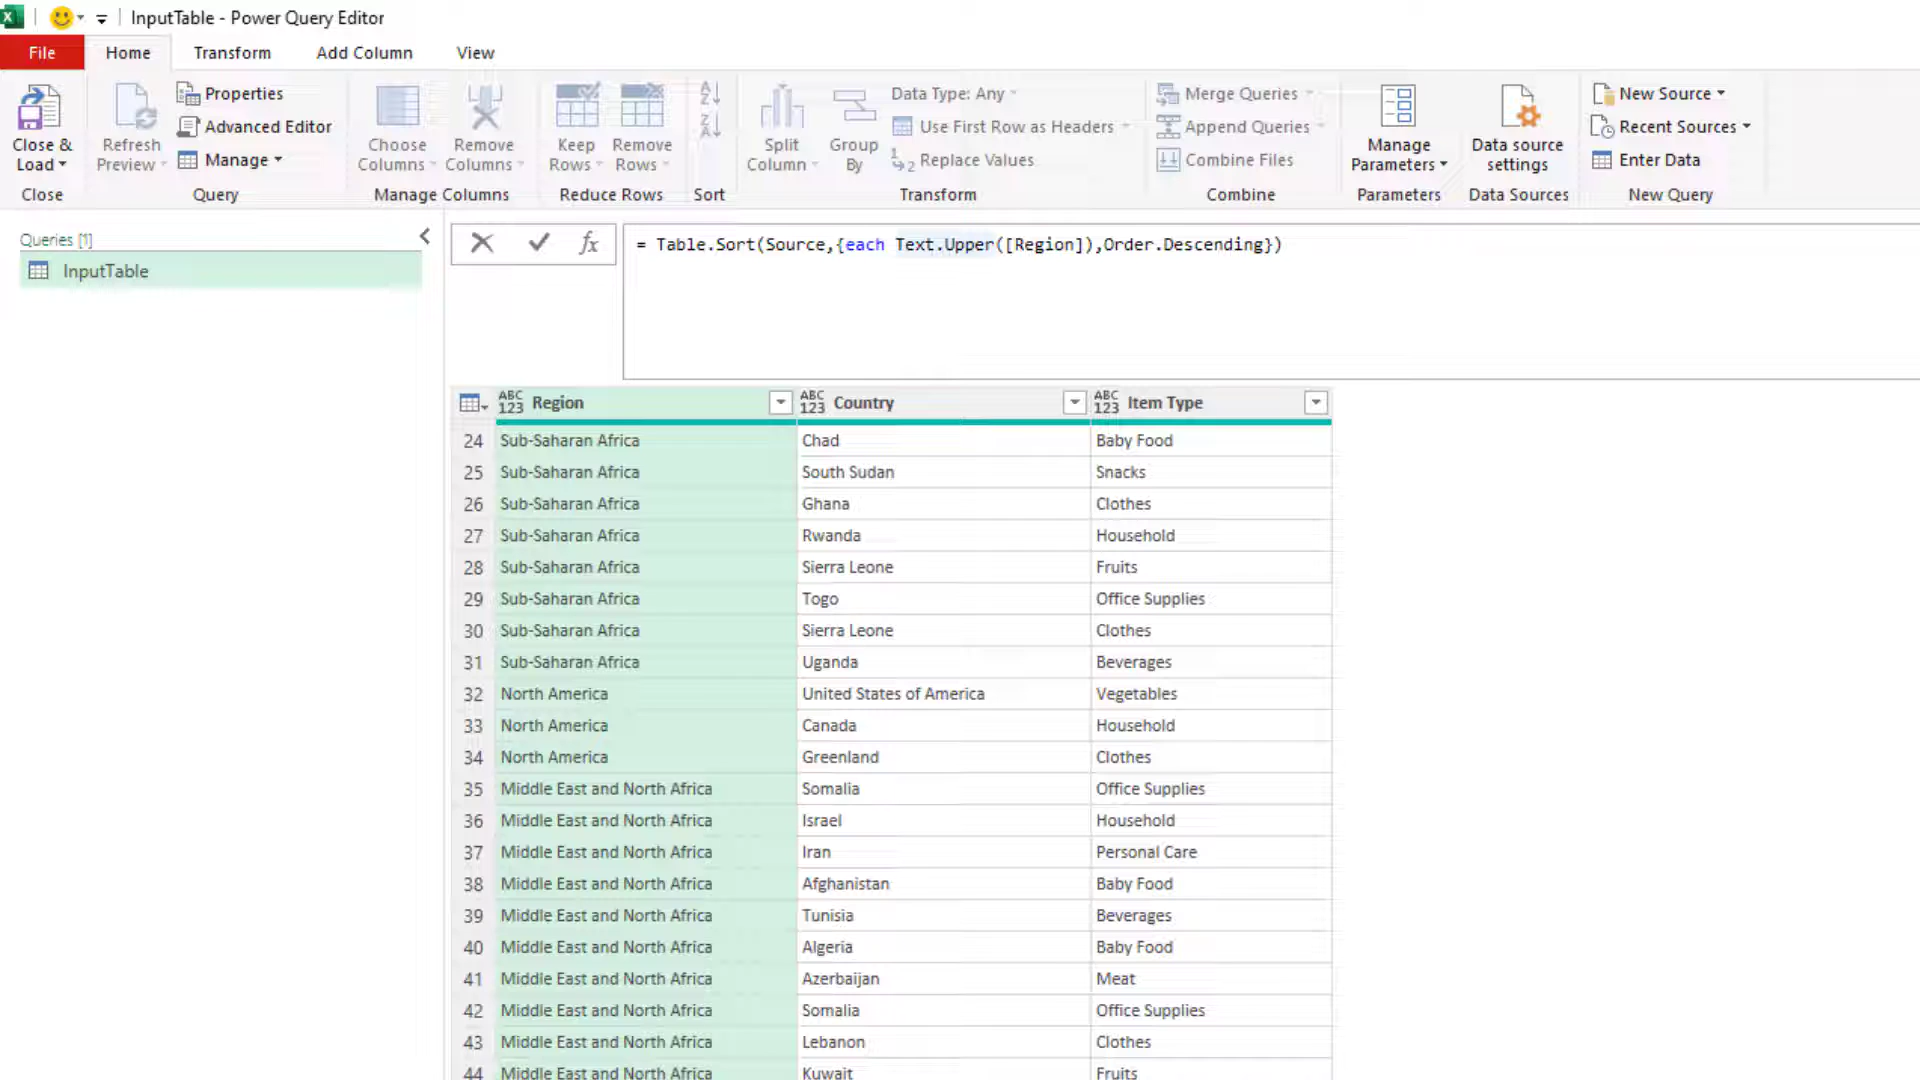 InputTable - Power Query Editor
File Home Transform Add Column View
Close & Load
Refresh Preview
Properties
Advanced Editor
Manage
Choose Columns
Remove Columns
Keep Rows
Remove Rows
Split Column
Group By
Data Type: Any
Use First Row as Headers
Replace Values
Merge Queries
Append Queries
Combine Files
Manage Parameters
Data source settings
New Source
Recent Sources
Enter Data
Close Query Manage Columns Reduce Rows Sort Transform Combine Parameters Data Sources New Query
Queries [1]
InputTable
fx
= Table.Sort(Source,{each Text.Upper([Region]),Order.Descending})
ABC 123 Region ABC 123 Country ABC 123 Item Type
24 Sub-Saharan Africa Chad Baby Food
25 Sub-Saharan Africa South Sudan Snacks
26 Sub-Saharan Africa Ghana Clothes
27 Sub-Saharan Africa Rwanda Household
28 Sub-Saharan Africa Sierra Leone Fruits
29 Sub-Saharan Africa Togo Office Supplies
30 Sub-Saharan Africa Sierra Leone Clothes
31 Sub-Saharan Africa Uganda Beverages
32 North America United States of America Vegetables
33 North America Canada Household
34 North America Greenland Clothes
35 Middle East and North Africa Somalia Office Supplies
36 Middle East and North Africa Israel Household
37 Middle East and North Africa Iran Personal Care
38 Middle East and North Africa Afghanistan Baby Food
39 Middle East and North Africa Tunisia Beverages
40 Middle East and North Africa Algeria Baby Food
41 Middle East and North Africa Azerbaijan Meat
42 Middle East and North Africa Somalia Office Supplies
43 Middle East and North Africa Lebanon Clothes
44 Middle East and North Africa Kuwait Fruits